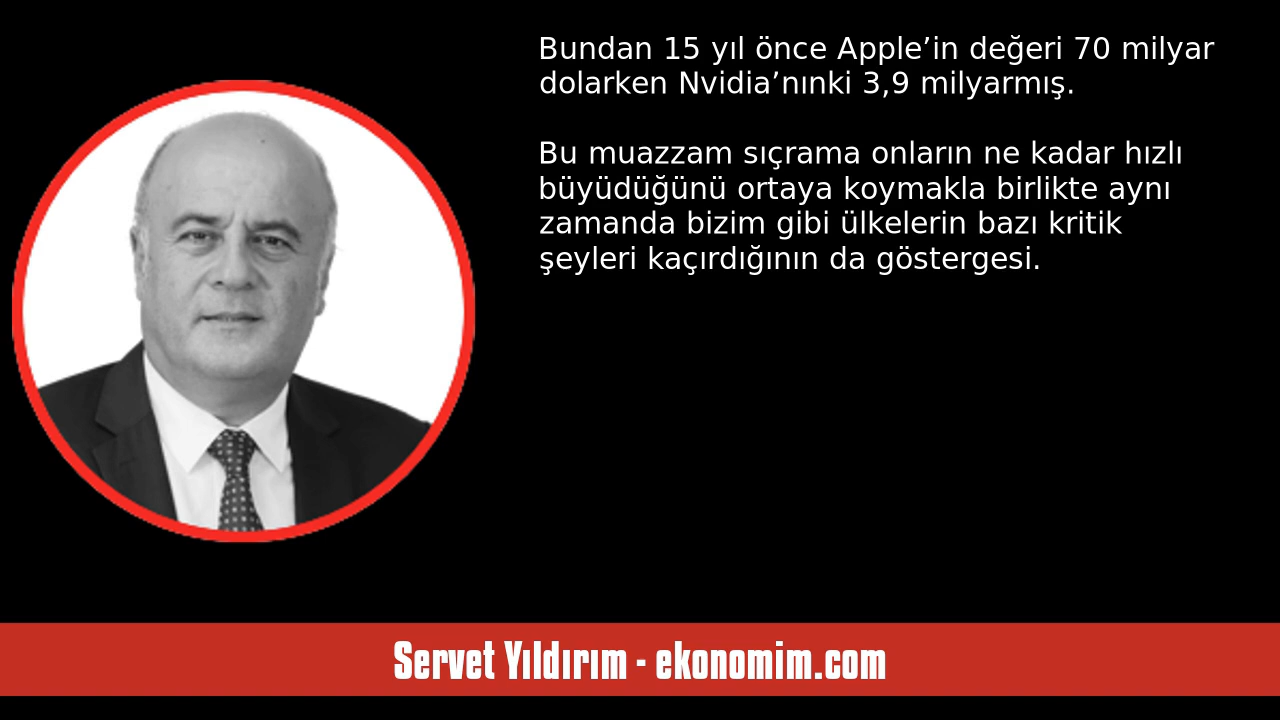 Bundan 15 yıl önce Apple’in değeri 70 milyar
dolarken Nvidia’nınki 3,9 milyarmış.
Bu muazzam sıçrama onların ne kadar hızlı
büyüdüğünü ortaya koymakla birlikte aynı
zamanda bizim gibi ülkelerin bazı kritik
şeyleri kaçırdığının da göstergesi.
Servet Yıldırım - ekonomim.com